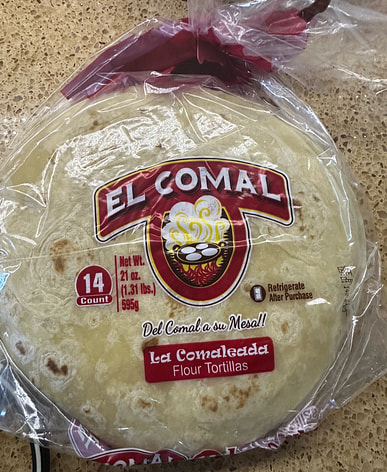 EL COMAL
14
Count
Net Wt.
21 oz.
(1.31 lbs.)
595g
Refrigerate
After Purchase
Del Comal a su Mesa!!
La Comaleada
Flour Tortillas